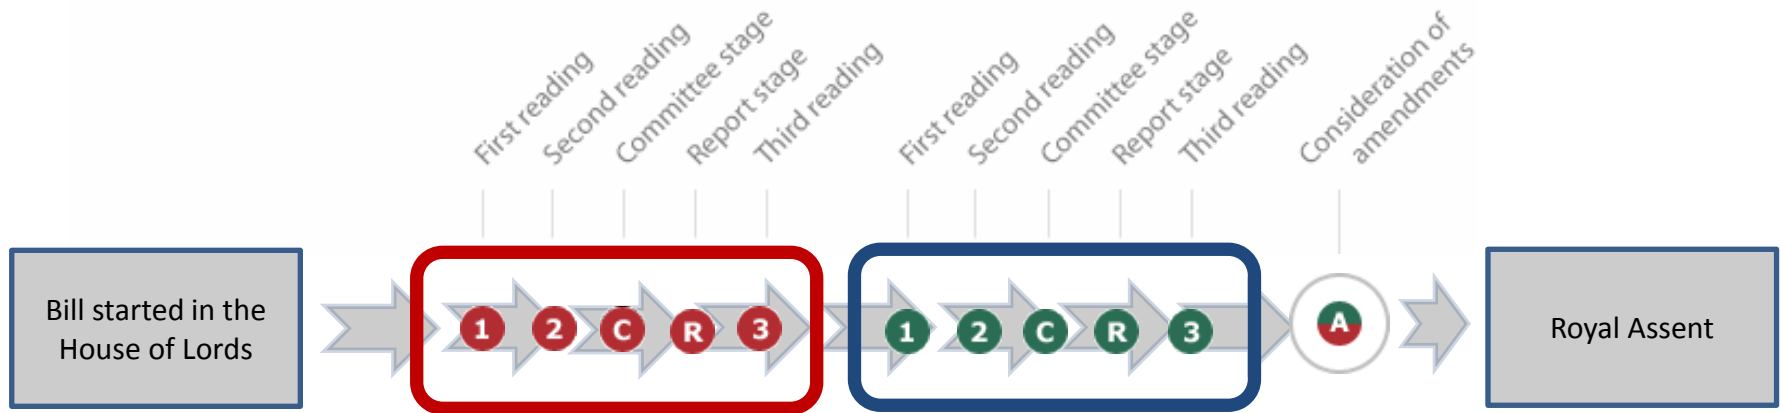 First reading
Second reading
Committee stage
Report stage
Third reading
First reading
Second reading
Committee stage
Report stage
Third reading
Consideration of
amendments
Bill started in the
House of Lords
1
2
C
R
3
1
2
C
R
3
A
Royal Assent